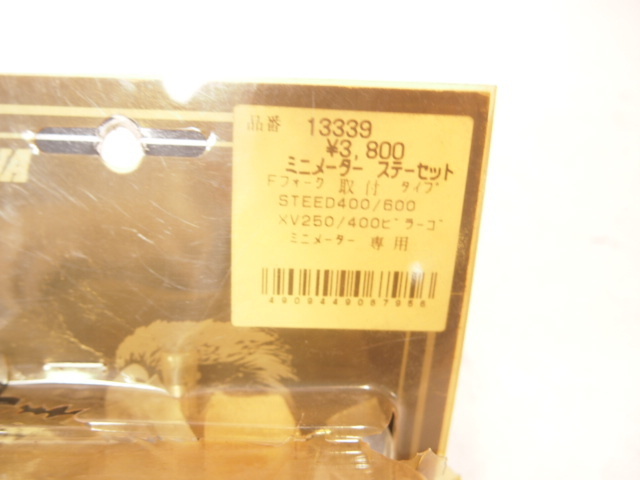 品番 13339
¥3,800
ミニメーター ステーセット
Fフォーク 取付 タイプ
STEED400/600
XV250/400ビラーゴ
ミニメーター 専用